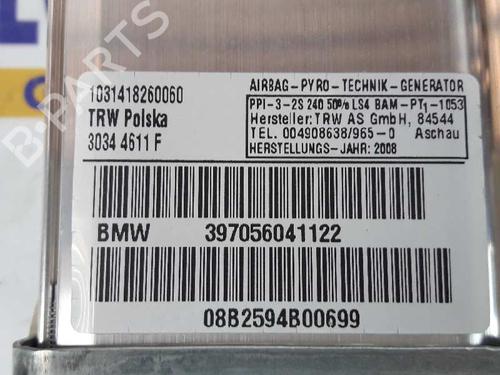 1031418260060
TRW Polska
3034 4611 F
AIRBAG-PYRO-TECHNIK-GENERATOR
PPI-3-2S 240 50% LS4 BAM-PT1-1053
Hersteller:TRW AS GmbH, 84544
TEL. 004908638/965-0 Aschau
HERSTELLUNGS-JAHR: 2008
BMW 397056041122
08B2594B00699
B-PARTS